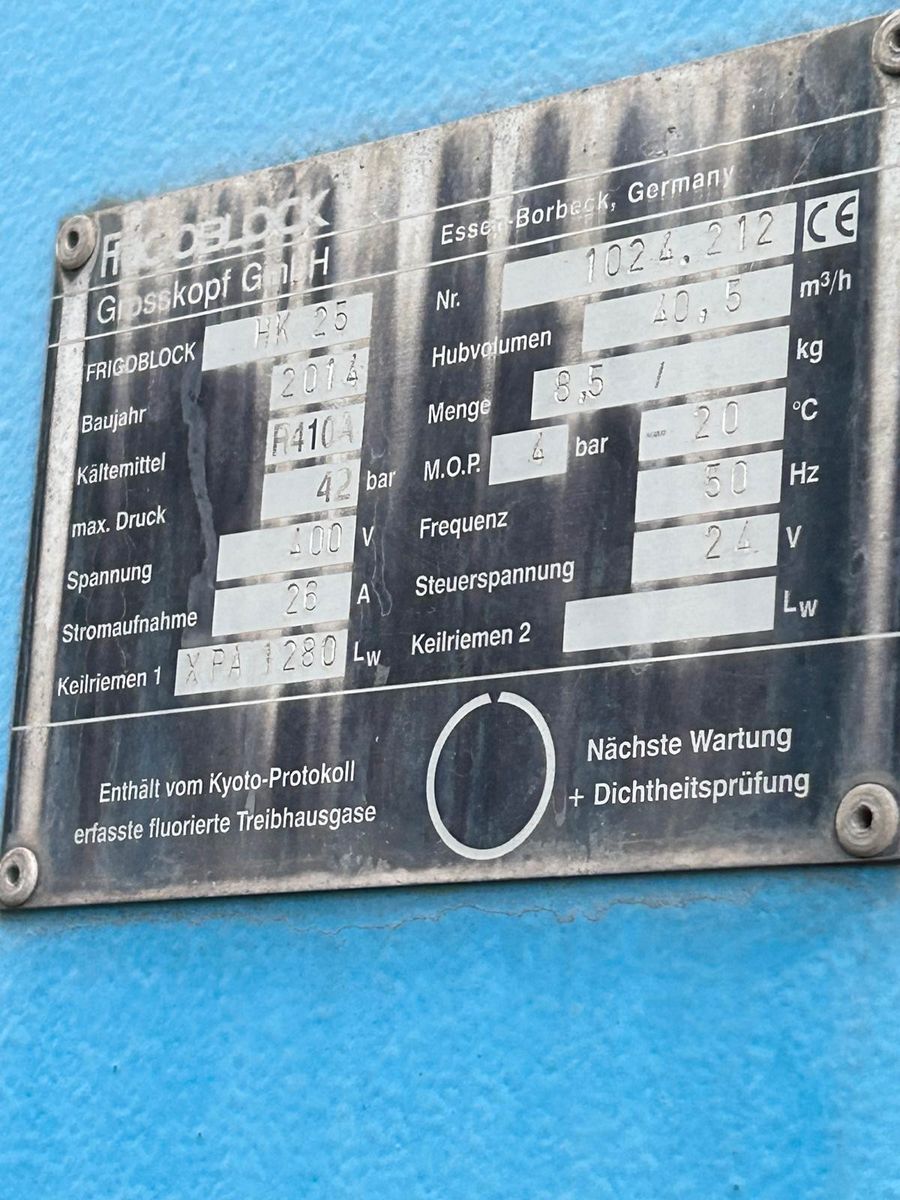 FRIGOBLOCK
Grosskopf GmbH
Essen-Borbeck, Germany
CE
FRIGOBLOCK HK 25
Nr. 1024.212
Baujahr 2014
Hubvolumen 40,5 m³/h
Kältemittel R410A
Menge 8,5 / kg
max. Druck 42 bar
M.O.P. 4 bar - 20 °C
Spannung 400 V
Frequenz 50 Hz
Stromaufnahme 26 A
Steuerspannung 24 V
Keilriemen 1 XPA 1280 Lw
Keilriemen 2 Lw
Enthält vom Kyoto-Protokoll
erfasste fluorierte Treibhausgase
Nächste Wartung
+ Dichtheitsprüfung